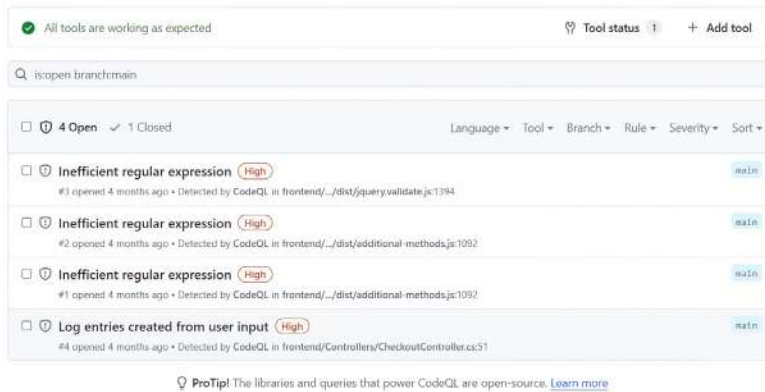 All tools are working as expected
Tool status 1
Add tool
is:open branch:main
4 Open 1 Closed Language Tool Branch Rule Severity Sort
Inefficient regular expression High main
#3 opened 4 months ago • Detected by CodeQL in frontend/.../dist/jquery.validate.js:1394
Inefficient regular expression High main
#2 opened 4 months ago • Detected by CodeQL in frontend/.../dist/additional-methods.js:1092
Inefficient regular expression High main
#1 opened 4 months ago • Detected by CodeQL in frontend/.../dist/additional-methods.js:1092
Log entries created from user input High main
#4 opened 4 months ago • Detected by CodeQL in frontend/Controllers/CheckoutController.cs:51
ProTip! The libraries and queries that power CodeQL are open-source. Learn more